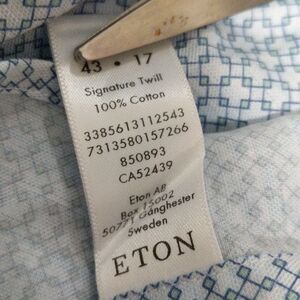 43 • 17
Signature Twill
100% Cotton
3385613112543
7313580157266
850893
CA52439
Eton AB
Box 15002
50771 Gånghester
Sweden
ETON